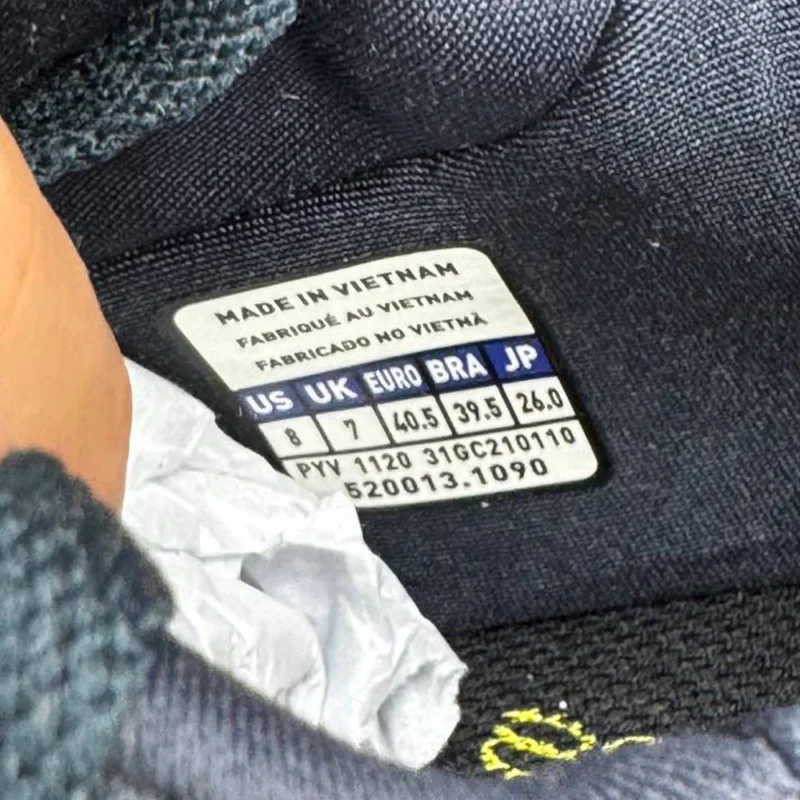 MADE IN VIETNAM
FABRIQUÉ AU VIETNAM
FABRICADO NO VIETNÃ
US UK EURO BRA JP
8 7 40.5 39.5 26.0
PYV 1120 31GC210110
520013.1090